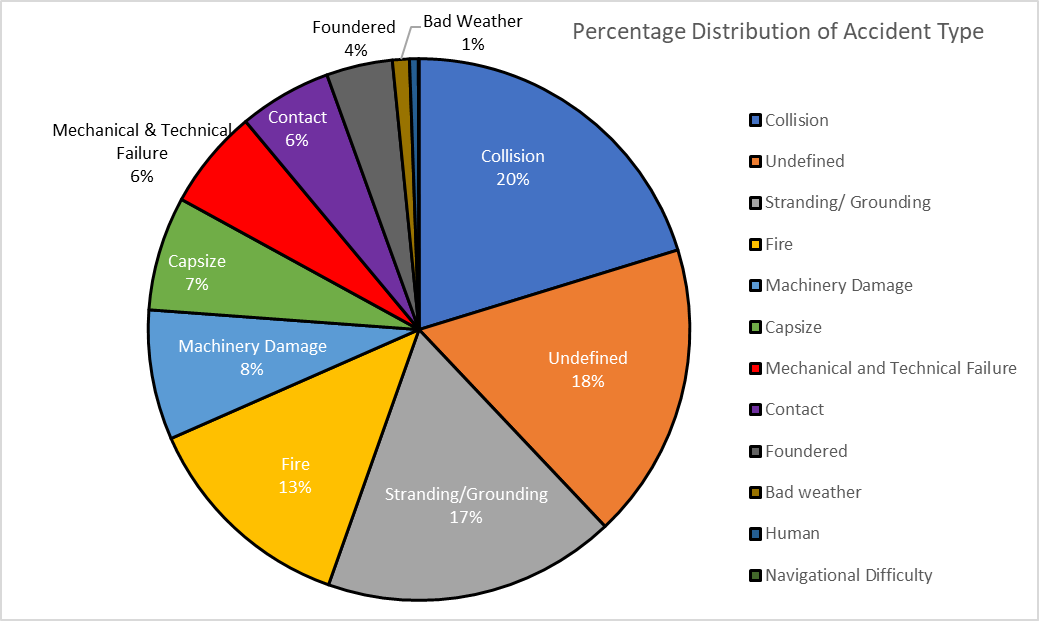 Percentage Distribution of Accident Type
Bad Weather
1%
Foundered
4%
Contact
6%
Mechanical & Technical
Failure
6%
Capsize
7%
Machinery Damage
8%
Fire
13%
Stranding/Grounding
17%
Undefined
18%
Collision
20%
Collision
Undefined
Stranding/ Grounding
Fire
Machinery Damage
Capsize
Mechanical and Technical Failure
Contact
Foundered
Bad weather
Human
Navigational Difficulty